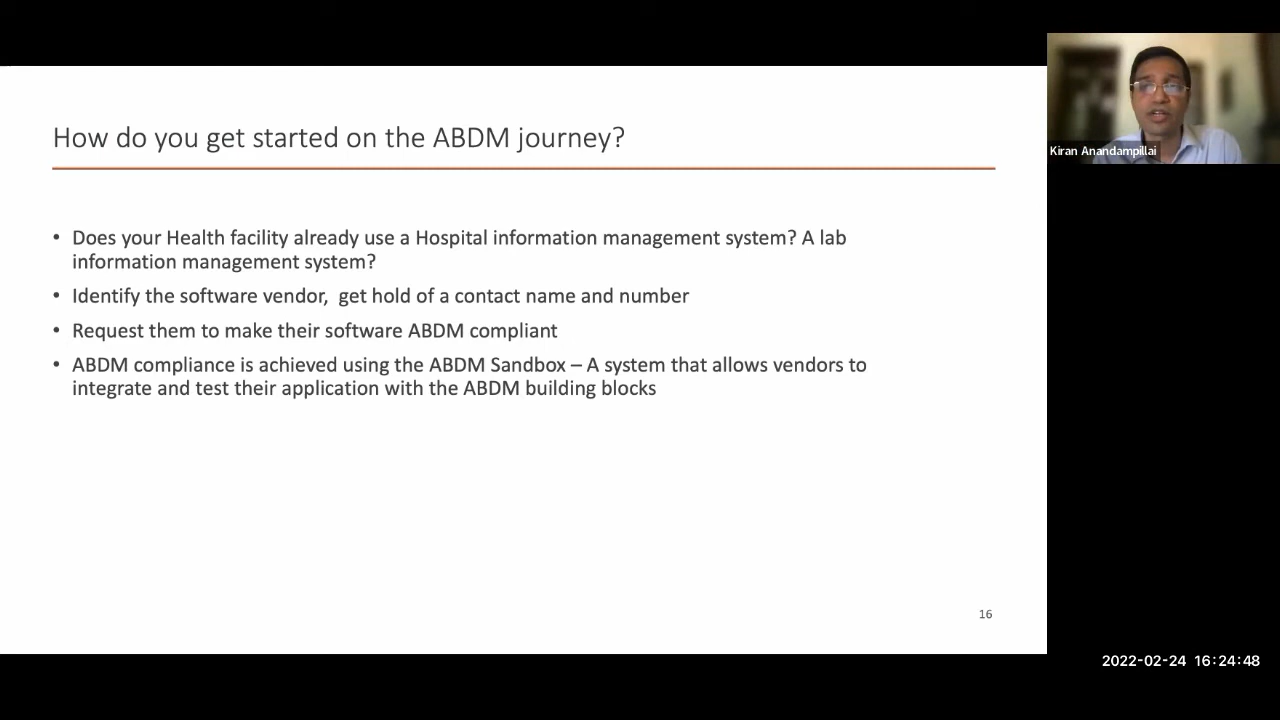 How do you get started on the ABDM journey?
• Does your Health facility already use a Hospital information management system? A lab
information management system?
• Identify the software vendor,  get hold of a contact name and number
• Request them to make their software ABDM compliant
• ABDM compliance is achieved using the ABDM Sandbox – A system that allows vendors to
integrate and test their application with the ABDM building blocks
16
Kiran Anandampillai
2022-02-24 16:24:48